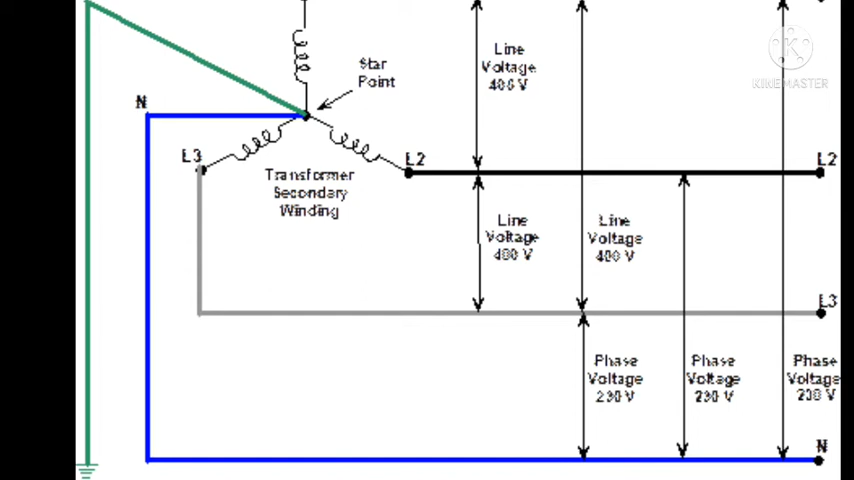 Line
Voltage
400 V
Star
Point
K
KINEMASTER
N
L3
L2
L2
Transformer
Secondary
Winding
Line
Voltage
400 V
Line
Voltage
400 V
L3
Phase
Voltage
230 V
Phase
Voltage
230 V
Phase
Voltage
230 V
N